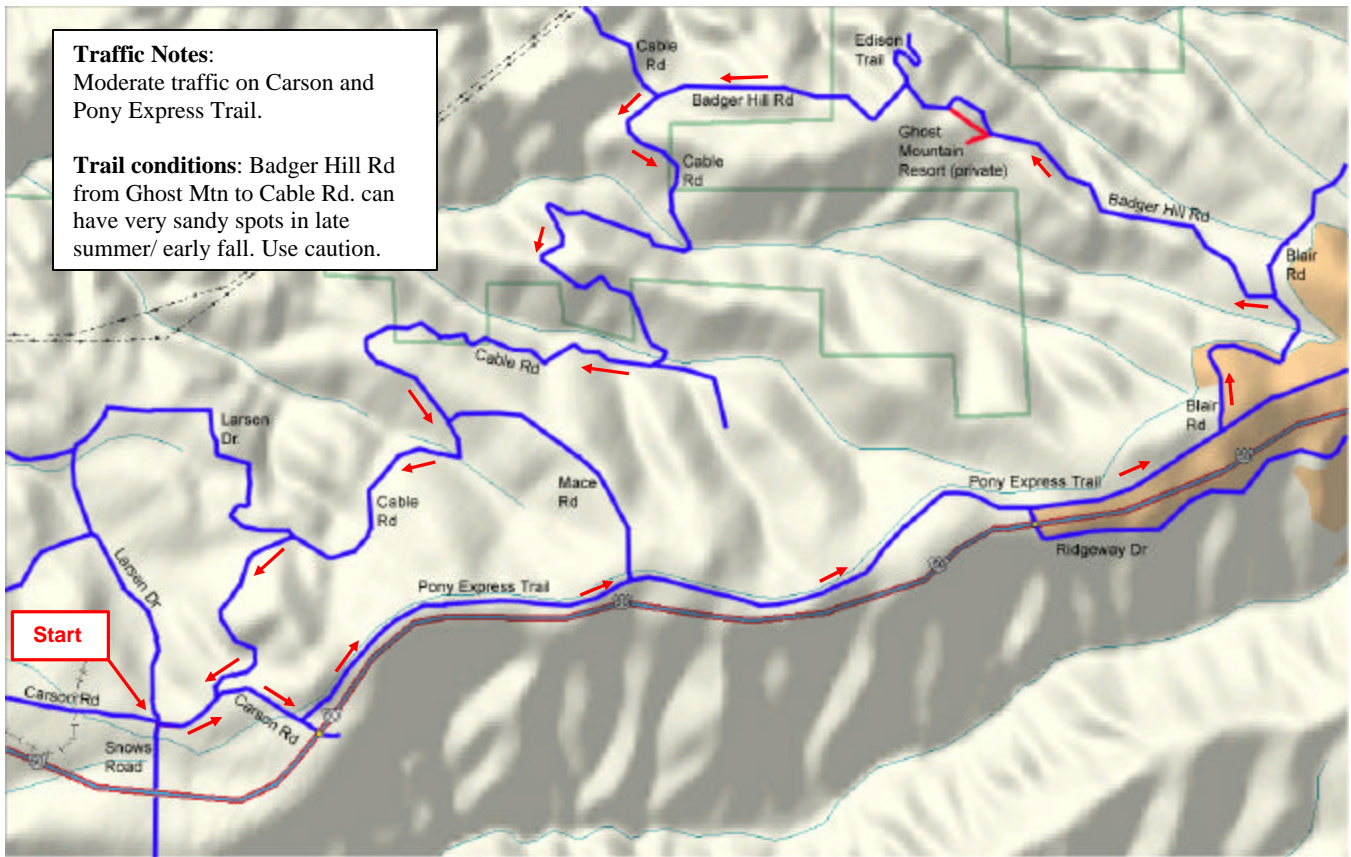 Traffic Notes:
Moderate traffic on Carson and
Pony Express Trail.
Trail conditions: Badger Hill Rd
from Ghost Mtn to Cable Rd. can
have very sandy spots in late
summer/ early fall. Use caution.
Cable
Rd
Edison
Trail
Badger Hill Rd
Ghost
Mountain
Resort (private)
Cable
Rd
Badger Hill Rd
Blair
Rd
Cable Rd
Larsen
Dr
Blair
Rd
Mace
Rd
Pony Express Trail
Cable
Rd
Ridgeway Dr
Larsen Dr
Pony Express Trail
Start
Carson Rd
Carson Rd
Snows
Road